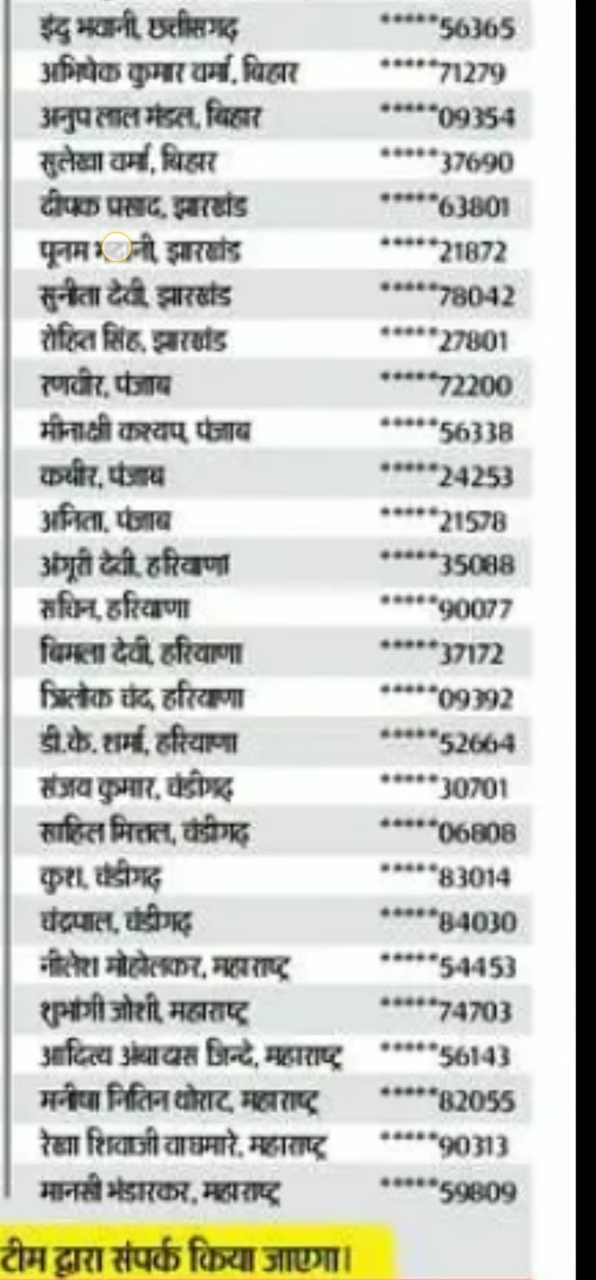 इंदु भवानी, छत्तीसगढ़ *****56365
अभिषेक कुमार वर्मा, बिहार *****71279
अनुप लाल मंडल, बिहार *****09354
सुलेखा वर्मा, बिहार *****37690
दीपक प्रसाद, झारखंड *****63801
पूनम झारखंड *****21872
सुनीता देवी, झारखंड *****78042
रोहित सिंह, झारखंड *****27801
रणवीर, पंजाब *****72200
मीनाक्षी कश्यप, पंजाब *****56338
कबीर, पंजाब *****24253
अनिता, पंजाब *****21578
अंगूरी देवी, हरियाणा *****35088
सचिन, हरियाणा *****90077
बिमला देवी, हरियाणा *****37172
त्रिलोक चंद, हरियाणा *****09392
डी.के. शर्मा, हरियाणा *****52664
संजय कुमार, चंडीगढ़ *****30701
साहिल मित्तल, चंडीगढ़ *****06808
कुश, चंडीगढ़ *****83014
चंद्रपाल, चंडीगढ़ *****84030
नीलेश मोहोलकर, महाराष्ट्र *****54453
शुभांगी जोशी, महाराष्ट्र *****74703
आदित्य अंबादास जिन्दे, महाराष्ट्र *****56143
मनीषा नितिन थोराट, महाराष्ट्र *****82055
रेखा शिवाजी वाघमारे, महाराष्ट्र *****90313
मानसी भंडारकर, महाराष्ट्र *****59809
टीम द्वारा संपर्क किया जाएगा।